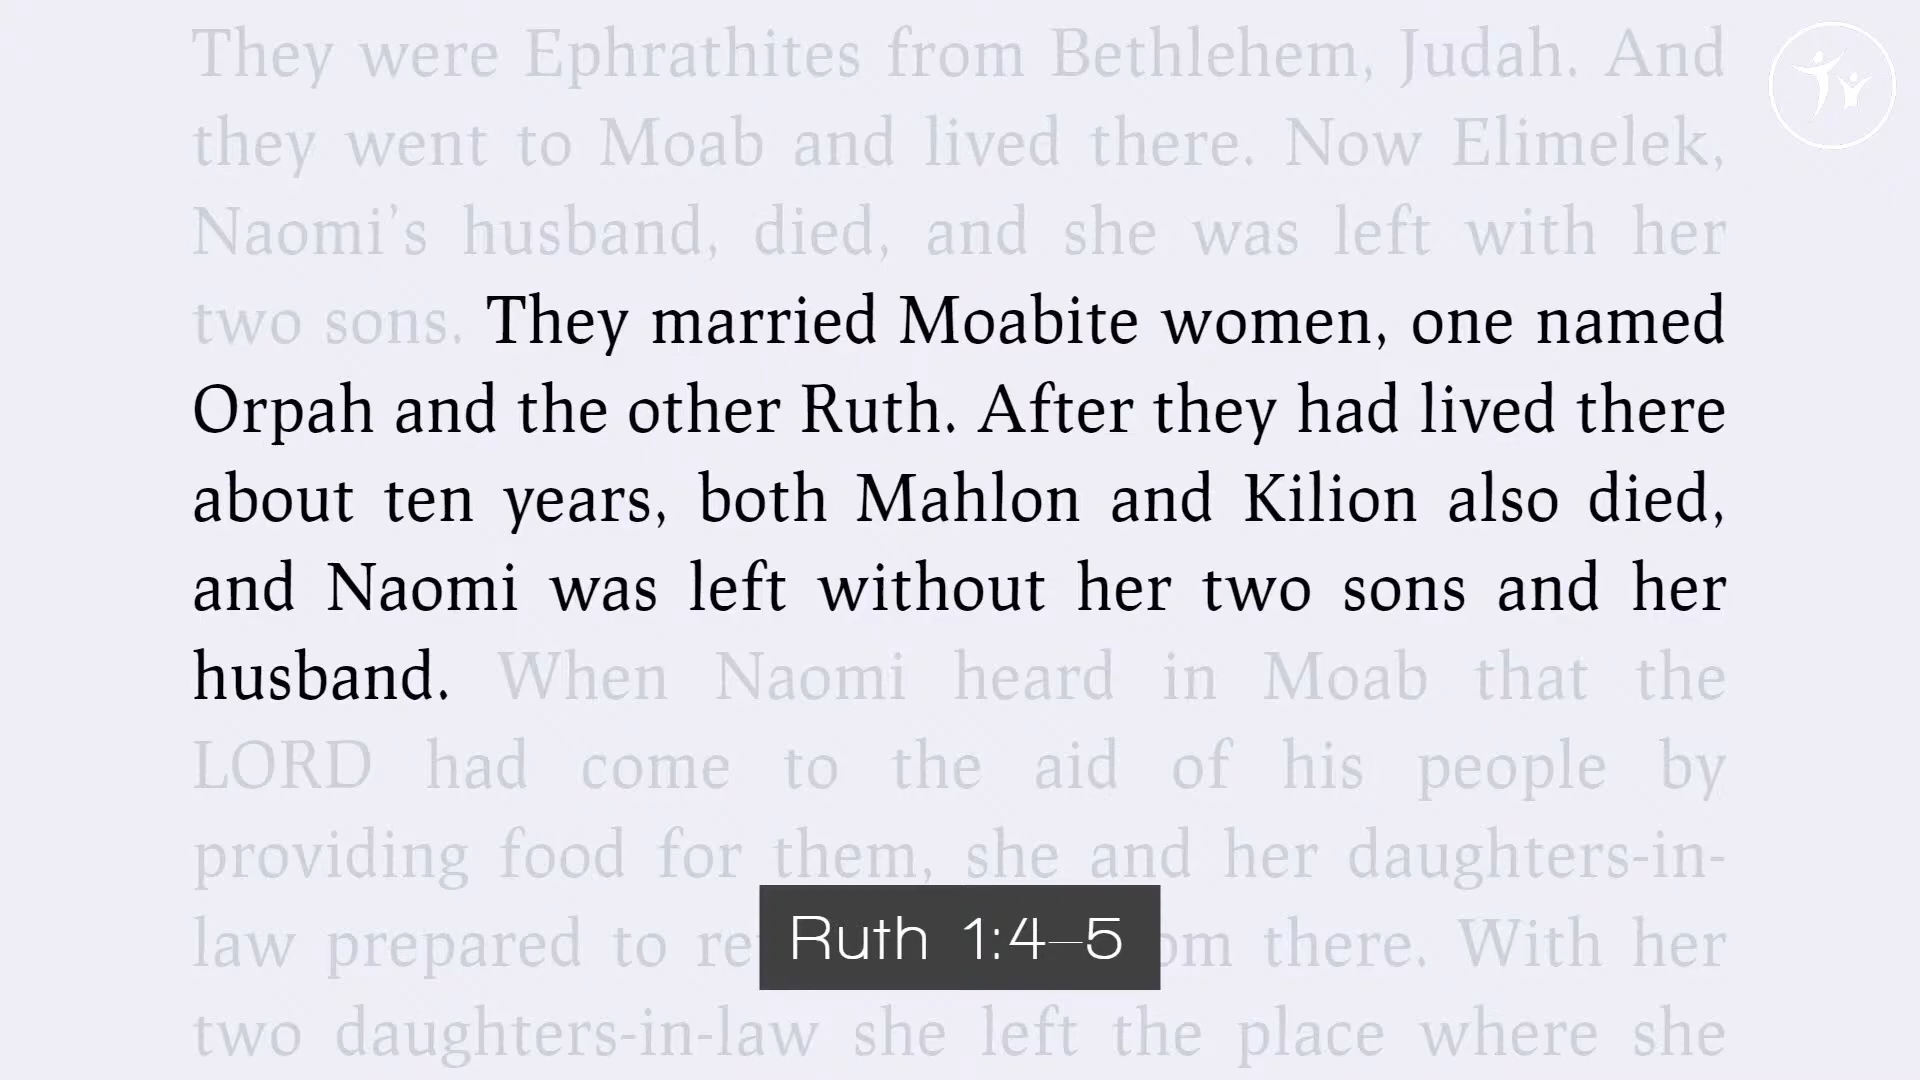 They were Ephrathites from Bethlehem, Judah. And
they went to Moab and lived there. Now Elimelek,
Naomi’s husband, died, and she was left with her
two sons. They married Moabite women, one named
Orpah and the other Ruth. After they had lived there
about ten years, both Mahlon and Kilion also died,
and Naomi was left without her two sons and her
husband. When Naomi heard in Moab that the
LORD had come to the aid of his people by
providing food for them, she and her daughters-in-
law prepared to re om there. With her
Ruth 1:4–5
two daughters-in-law she left the place where she